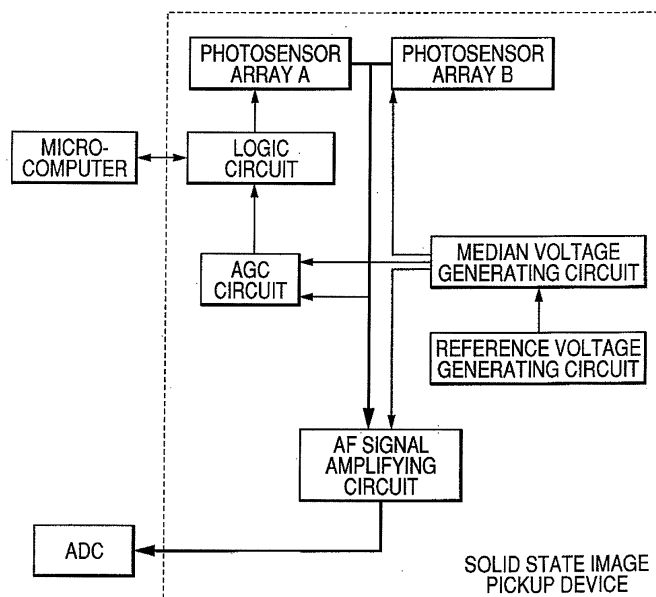 PHOTOSENSOR
ARRAY A
PHOTOSENSOR
ARRAY B
MICRO-
COMPUTER
LOGIC
CIRCUIT
AGC
CIRCUIT
MEDIAN VOLTAGE
GENERATING CIRCUIT
REFERENCE VOLTAGE
GENERATING CIRCUIT
AF SIGNAL
AMPLIFYING
CIRCUIT
ADC
SOLID STATE IMAGE
PICKUP DEVICE